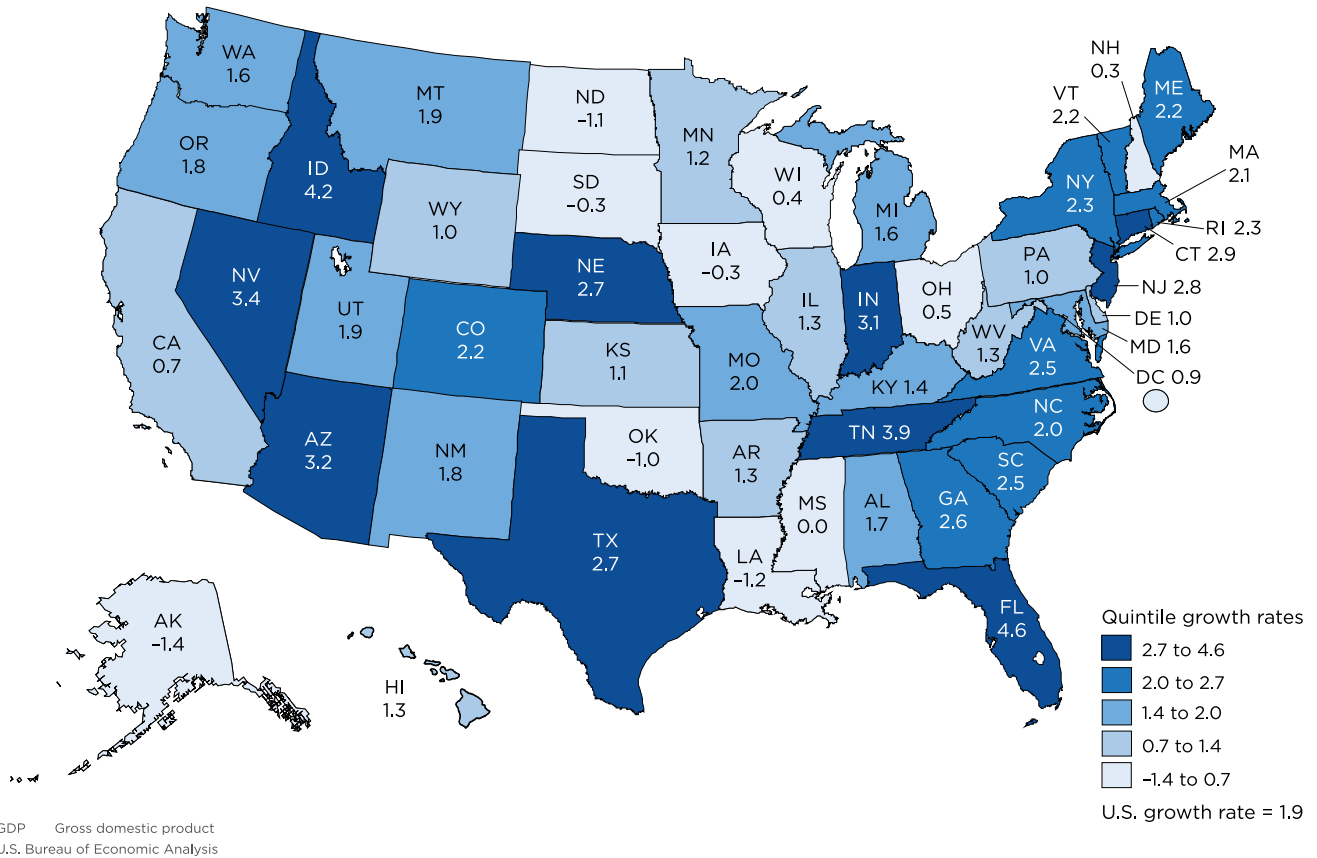 WA
1.6
MT
1.9
ND
−1.1
MN
1.2
NH
0.3
VT
2.2
ME
2.2
OR
1.8
ID
4.2
SD
−0.3
WI
0.4
MI
1.6
NY
2.3
MA
2.1
RI 2.3
CT 2.9
WY
1.0
IA
−0.3
NE
2.7
PA
1.0
NJ 2.8
NV
3.4
UT
1.9
CO
2.2
IL
1.3
IN
3.1
OH
0.5
DE 1.0
MD 1.6
DC 0.9
CA
0.7
KS
1.1
MO
2.0
WV
1.3
VA
2.5
KY 1.4
NC
2.0
TN 3.9
AZ
3.2
NM
1.8
OK
−1.0
AR
1.3
SC
2.5
MS
0.0
AL
1.7
GA
2.6
TX
2.7
LA
−1.2
FL
4.6
AK
−1.4
HI
1.3
Quintile growth rates
2.7 to 4.6
2.0 to 2.7
1.4 to 2.0
0.7 to 1.4
−1.4 to 0.7
U.S. growth rate = 1.9
GDP Gross domestic product
U.S. Bureau of Economic Analysis